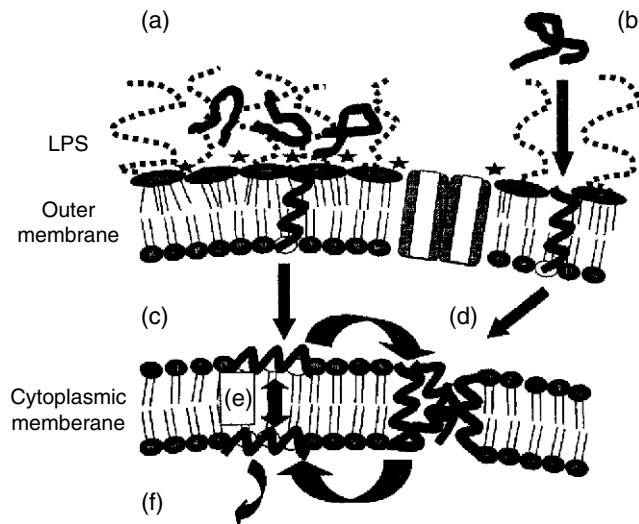 (a)
(b)
LPS
Outer
membrane
(c)
(d)
Cytoplasmic
memberane
(e)
(f)